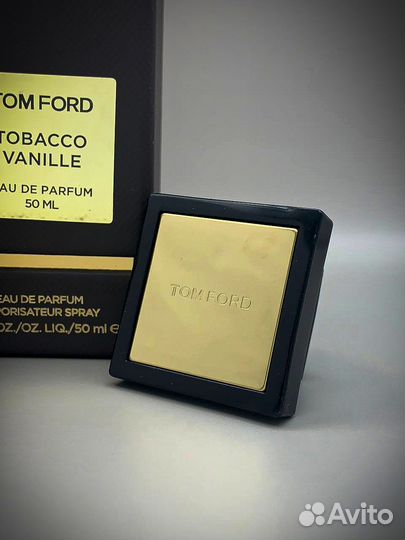 TOM FORD
TOBACCO
VANILLE
EAU DE PARFUM
50 ML
EAU DE PARFUM
VAPORISATEUR SPRAY
OZ./OZ. LIQ./50 ml e
TOM FORD
Avito